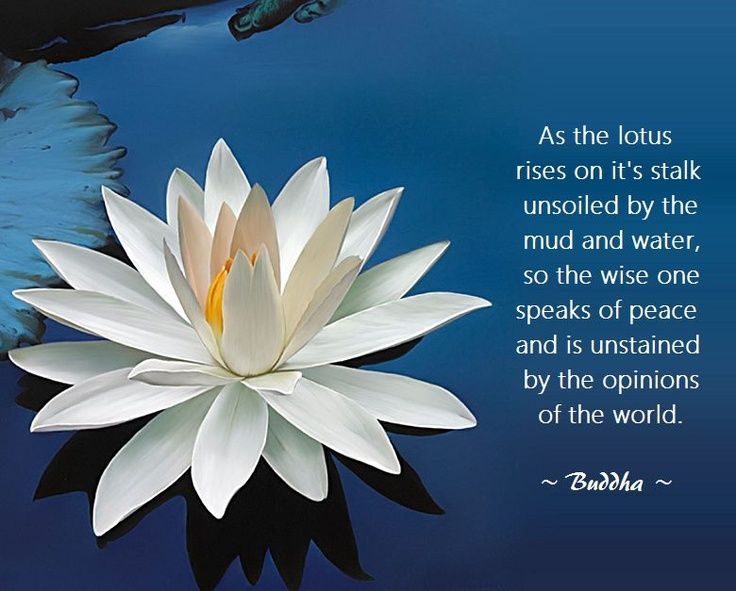 As the lotus
rises on it's stalk
unsoiled by the
mud and water,
so the wise one
speaks of peace
and is unstained
by the opinions
of the world.
~ Buddha ~